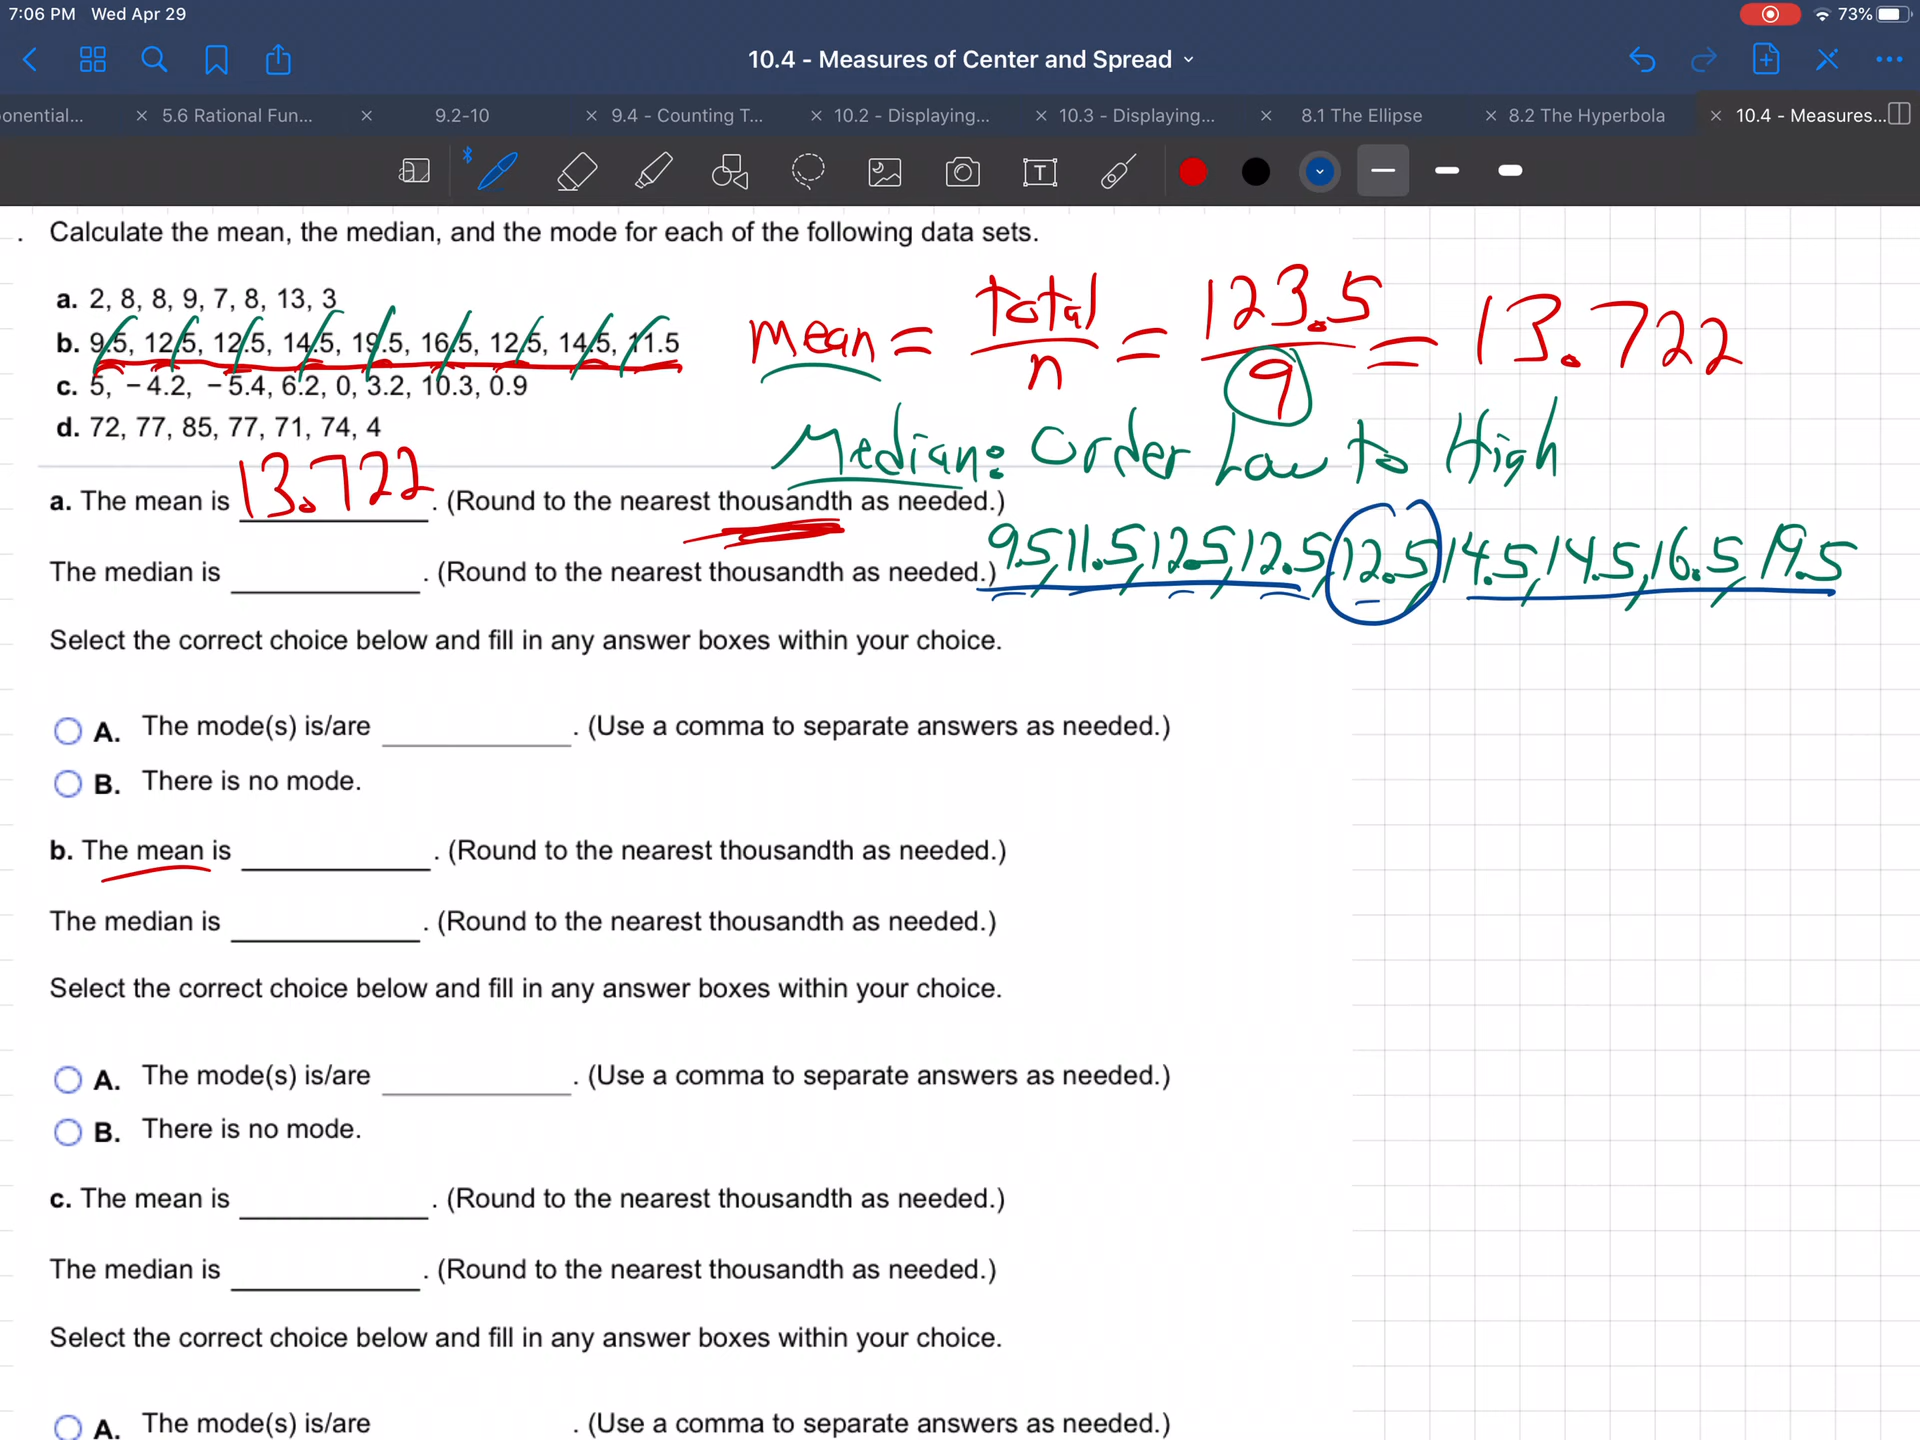 7:06 PM Wed Apr 29 73%
10.4 - Measures of Center and Spread
onential... × 5.6 Rational Fun... × 9.2-10 × 9.4 - Counting T... × 10.2 - Displaying... × 10.3 - Displaying... × 8.1 The Ellipse × 8.2 The Hyperbola × 10.4 - Measures...
T
. Calculate the mean, the median, and the mode for each of the following data sets.
a. 2, 8, 8, 9, 7, 8, 13, 3
b. 9.5, 12.5, 12.5, 14.5, 19.5, 16.5, 12.5, 14.5, 11.5
mean = total / n = 123.5 / 9 = 13.722
c. 5, − 4.2, − 5.4, 6.2, 0, 3.2, 10.3, 0.9
d. 72, 77, 85, 77, 71, 74, 4
Median: Order Low to High
a. The mean is 13.722. (Round to the nearest thousandth as needed.)
9.5, 11.5, 12.5, 12.5, 12.5, 14.5, 14.5, 16.5, 19.5
The median is ____. (Round to the nearest thousandth as needed.)
Select the correct choice below and fill in any answer boxes within your choice.
A. The mode(s) is/are ____. (Use a comma to separate answers as needed.)
B. There is no mode.
b. The mean is ____. (Round to the nearest thousandth as needed.)
The median is ____. (Round to the nearest thousandth as needed.)
Select the correct choice below and fill in any answer boxes within your choice.
A. The mode(s) is/are ____. (Use a comma to separate answers as needed.)
B. There is no mode.
c. The mean is ____. (Round to the nearest thousandth as needed.)
The median is ____. (Round to the nearest thousandth as needed.)
Select the correct choice below and fill in any answer boxes within your choice.
A. The mode(s) is/are . (Use a comma to separate answers as needed.)